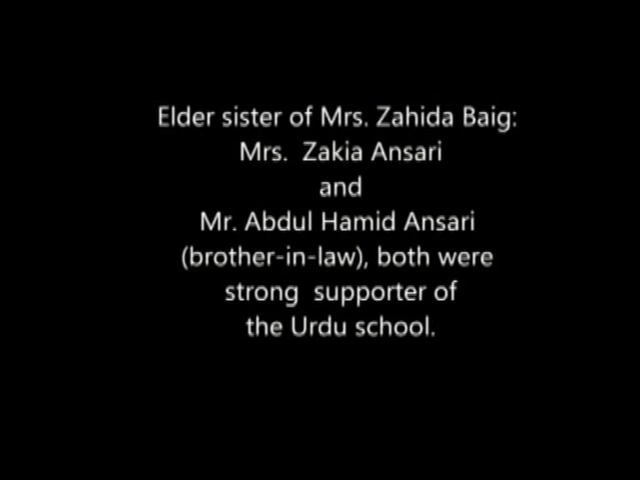 Elder sister of Mrs. Zahida Baig:
Mrs.  Zakia Ansari
and
Mr. Abdul Hamid Ansari
(brother-in-law), both were
strong  supporter of
the Urdu school.